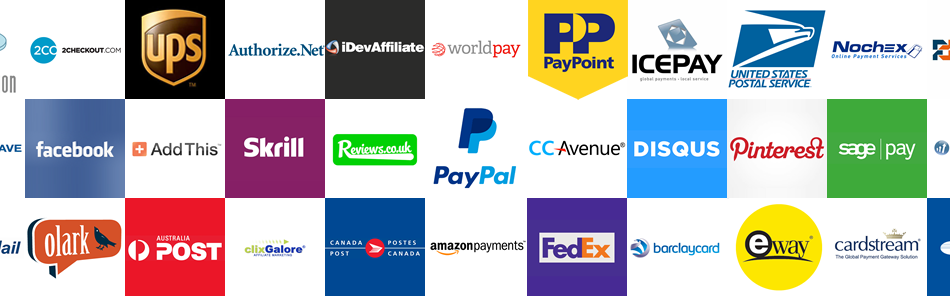 on
2CO 2CHECKOUT.COM
ups
TM
Authorize.Net
iDevAffiliate
worldpay
PP
PayPoint
ICEPAY
global payments - local service
UNITED STATES
POSTAL SERVICE
Nochex
Online Payment Services
AVE
facebook
AddThis
Skrill
Reviews.co.uk
PayPal
CCAvenue®
DISQUS
Pinterest
sage pay
ail
olark
AUSTRALIA
POST
clixGalore
AFFILIATE MARKETING
CANADA POSTES
POST CANADA
amazonpayments
FedEx
barclaycard
eway
cardstream
The Global Payment Gateway Solution